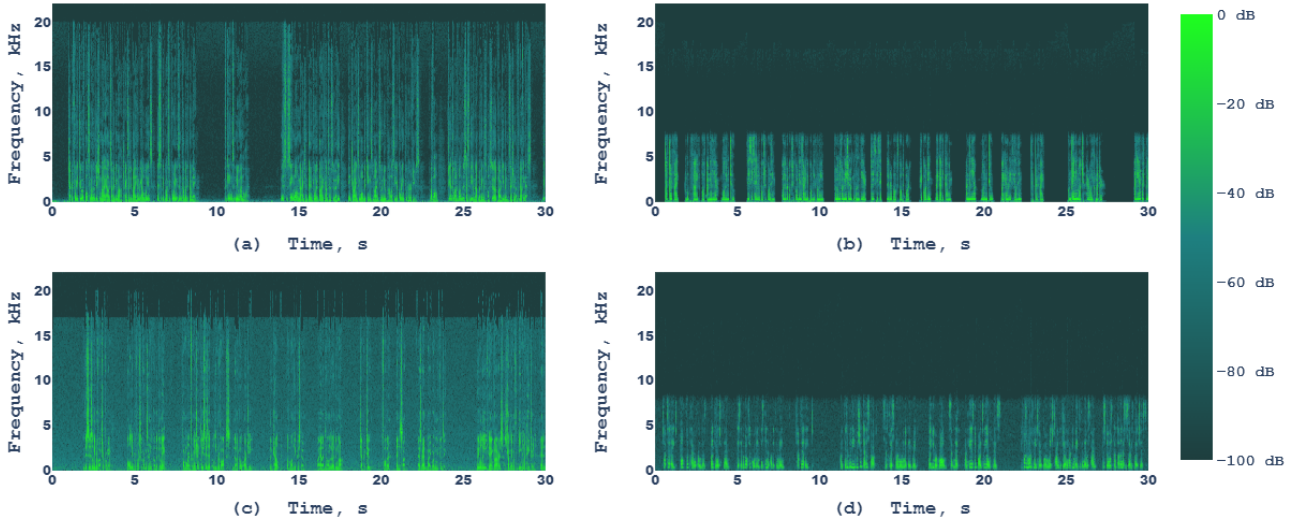 Frequency, kHz
20
15
10
5
0
0 5 10 15 20 25 30
(a) Time, s
Frequency, kHz
20
15
10
5
0
0 5 10 15 20 25 30
(b) Time, s
Frequency, kHz
20
15
10
5
0
0 5 10 15 20 25 30
(c) Time, s
Frequency, kHz
20
15
10
5
0
0 5 10 15 20 25 30
(d) Time, s
0 dB
−20 dB
−40 dB
−60 dB
−80 dB
−100 dB